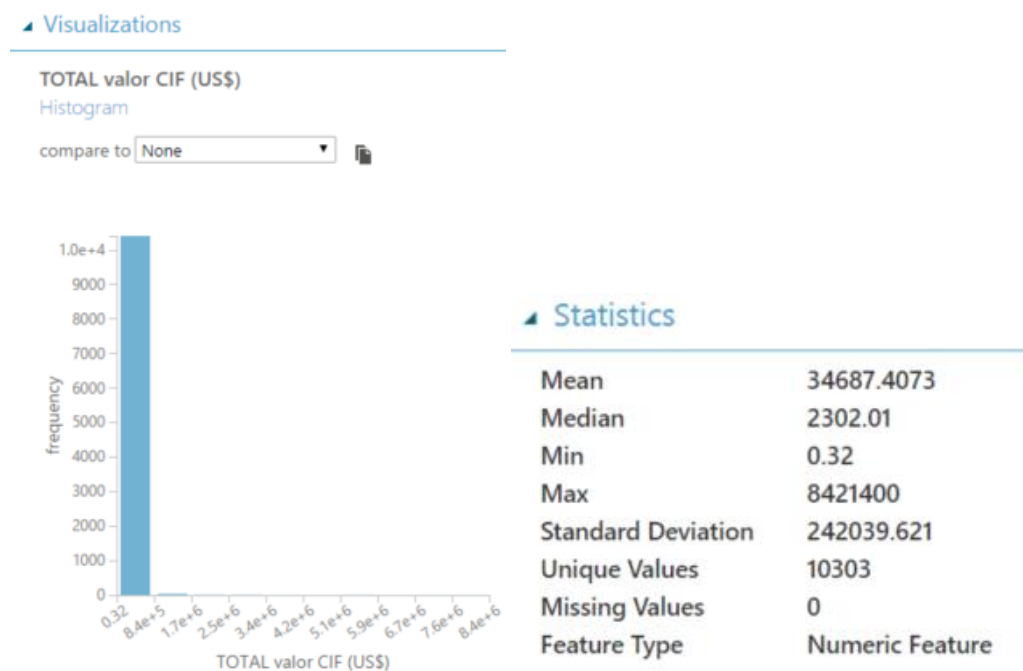 Visualizations
TOTAL valor CIF (US$)
Histogram
compare to None
1.0e+4
9000
8000
7000
6000
5000
4000
3000
2000
1000
0
frequency
0.32 8.4e+5 1.7e+6 2.5e+6 3.4e+6 4.2e+6 5.1e+6 5.9e+6 6.7e+6 7.6e+6 8.4e+6
TOTAL valor CIF (US$)
Statistics
Mean 34687.4073
Median 2302.01
Min 0.32
Max 8421400
Standard Deviation 242039.621
Unique Values 10303
Missing Values 0
Feature Type Numeric Feature